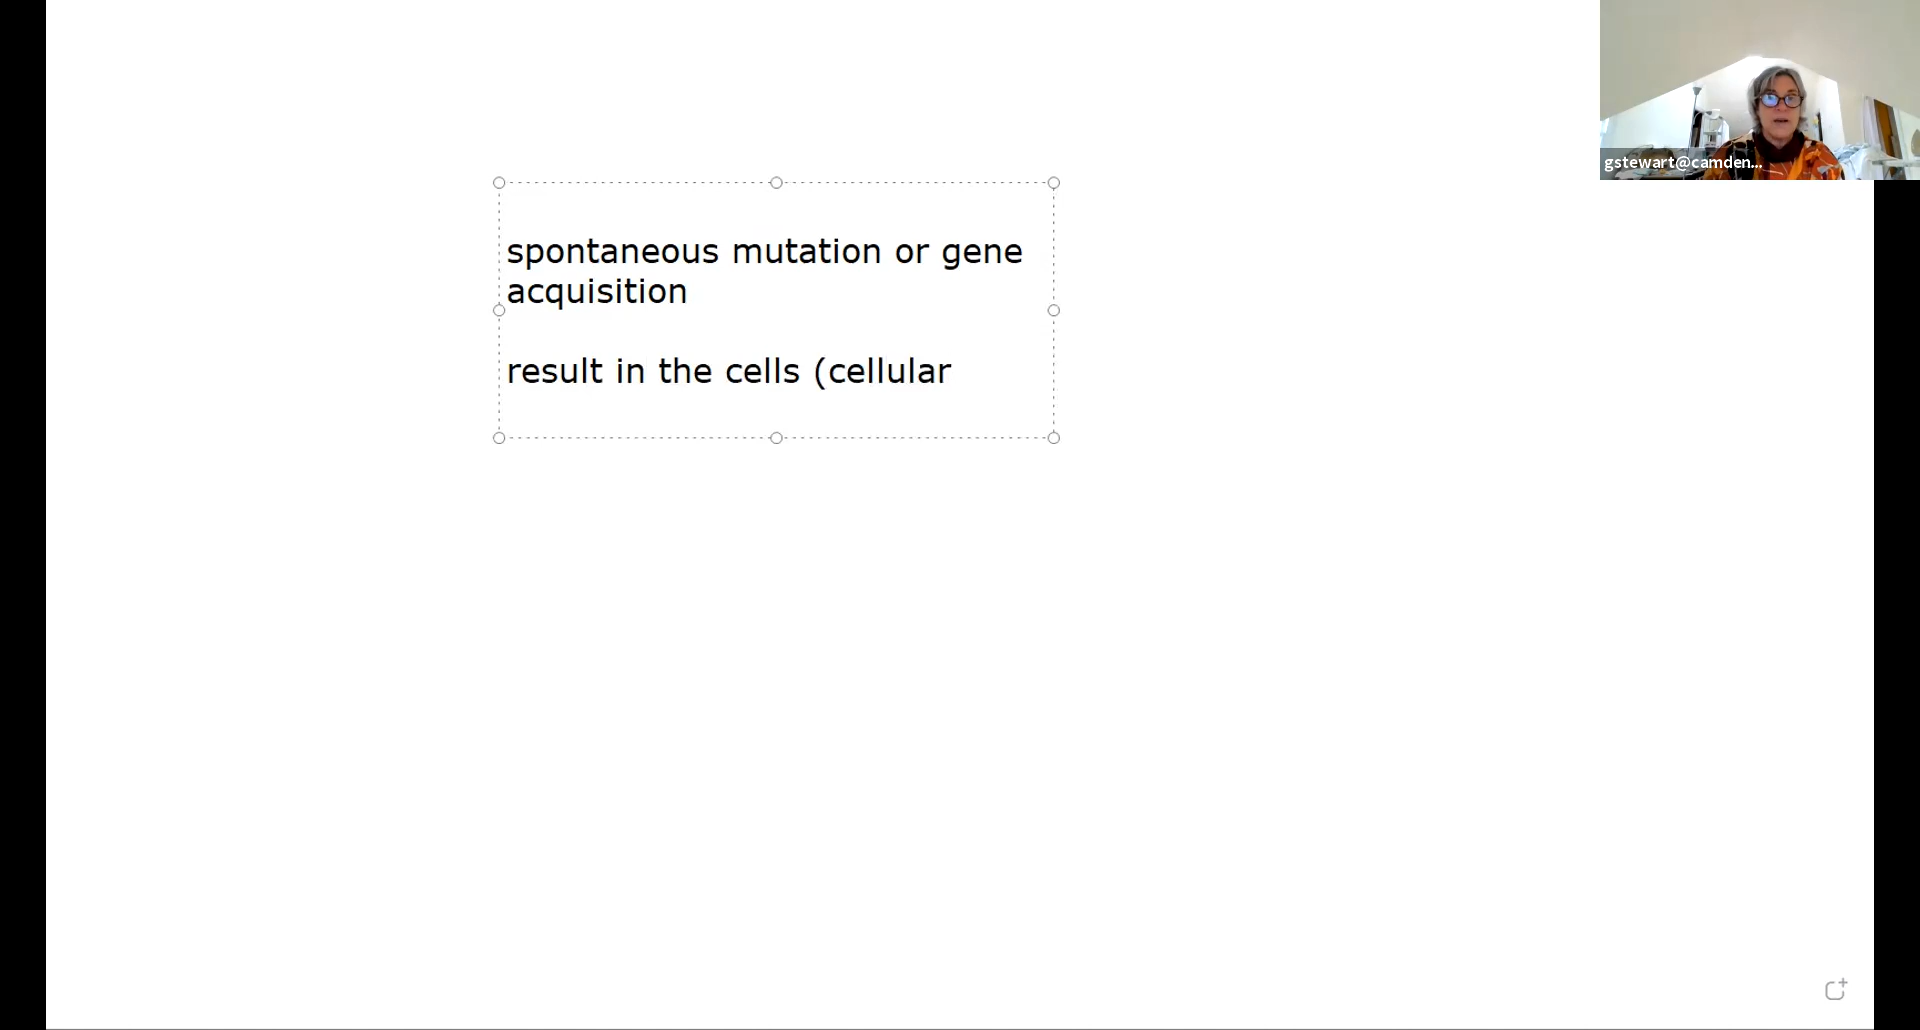 gstewart@camden...
spontaneous mutation or gene
acquisition
result in the cells (cellular